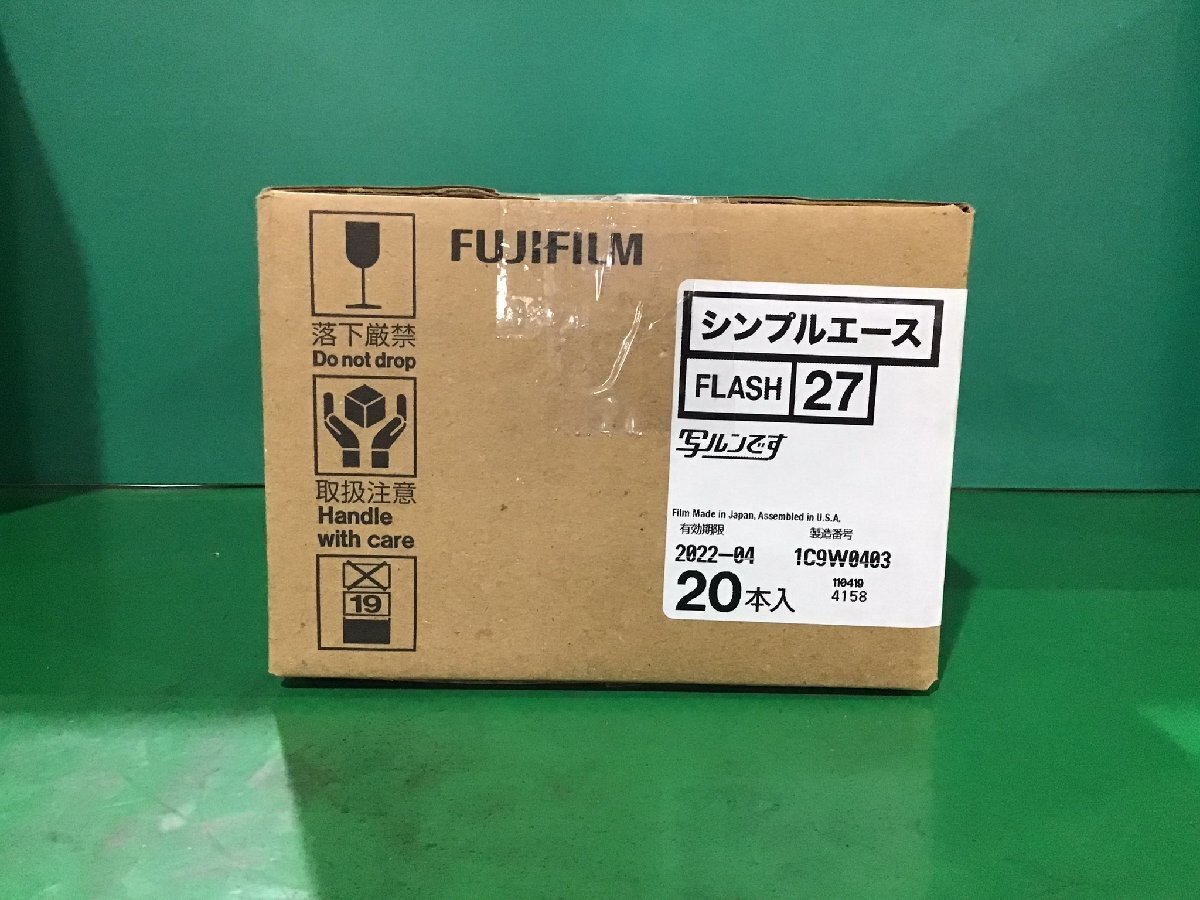 FUJIFILM
落下厳禁
Do not drop
取扱注意
Handle
with care
19
シンプルエース
FLASH 27
写ルンです
Film Made in Japan, Assembled in U.S.A.
有効期限 製造番号
2022-04 1C9W0403
20本入
110419
4158